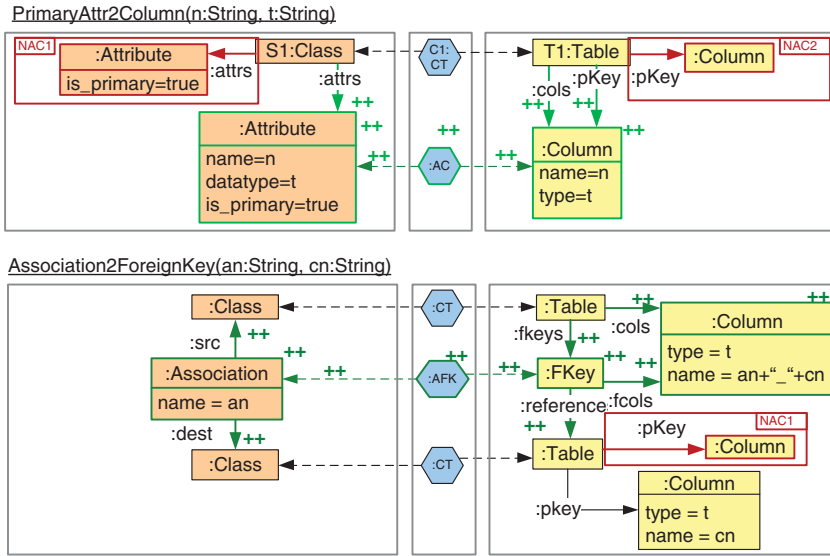 PrimaryAttr2Column(n:String, t:String)
NAC1
:Attribute
is_primary=true
:attrs
S1:Class
:attrs
++
:Attribute
++
name=n
datatype=t
is_primary=true
++
C1:
CT
++
:AC
++
T1:Table
:cols
:pKey
++
++
:Column
++
name=n
type=t
NAC2
:Column
:pKey
Association2ForeignKey(an:String, cn:String)
:Class
:src
++
:Association
++
name = an
:dest
++
:Class
++
:CT
++
:AFK
++
:CT
:Table
++
:cols
:fkeys
++
:FKey
++
++
:fcols
:reference
++
:Table
:pkey
++
:Column
type = t
name = an+“_“+cn
NAC1
:pKey
:Column
:Column
type = t
name = cn